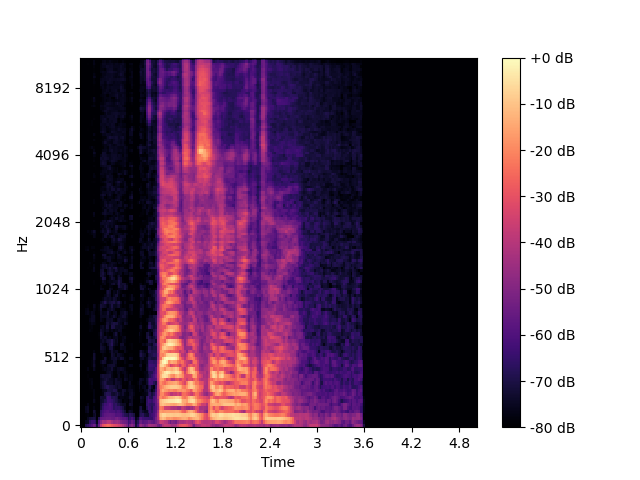 8192
4096
2048
1024
512
0
Hz
0 0.6 1.2 1.8 2.4 3 3.6 4.2 4.8
Time
+0 dB
-10 dB
-20 dB
-30 dB
-40 dB
-50 dB
-60 dB
-70 dB
-80 dB